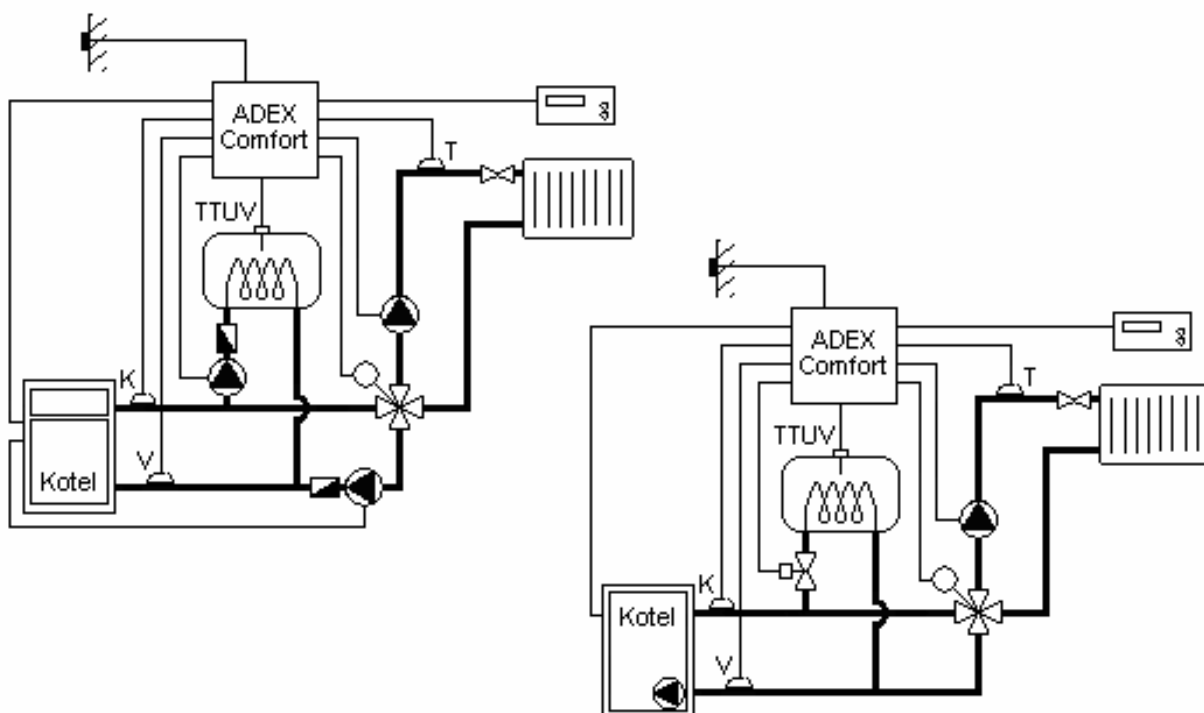 ADEX
Comfort
T
TTUV
K
V
Kotel
ADEX
Comfort
T
TTUV
K
Kotel
V